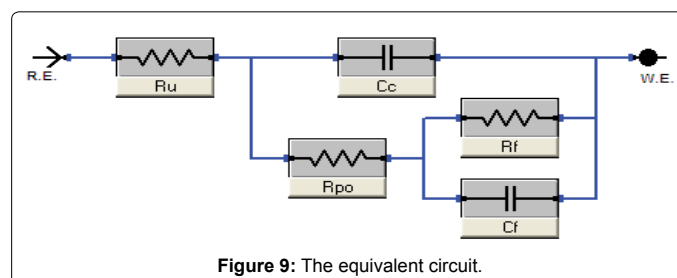 R.E.
Ru
Cc
W.E.
Rf
Rpo
Cf
Figure 9: The equivalent circuit.